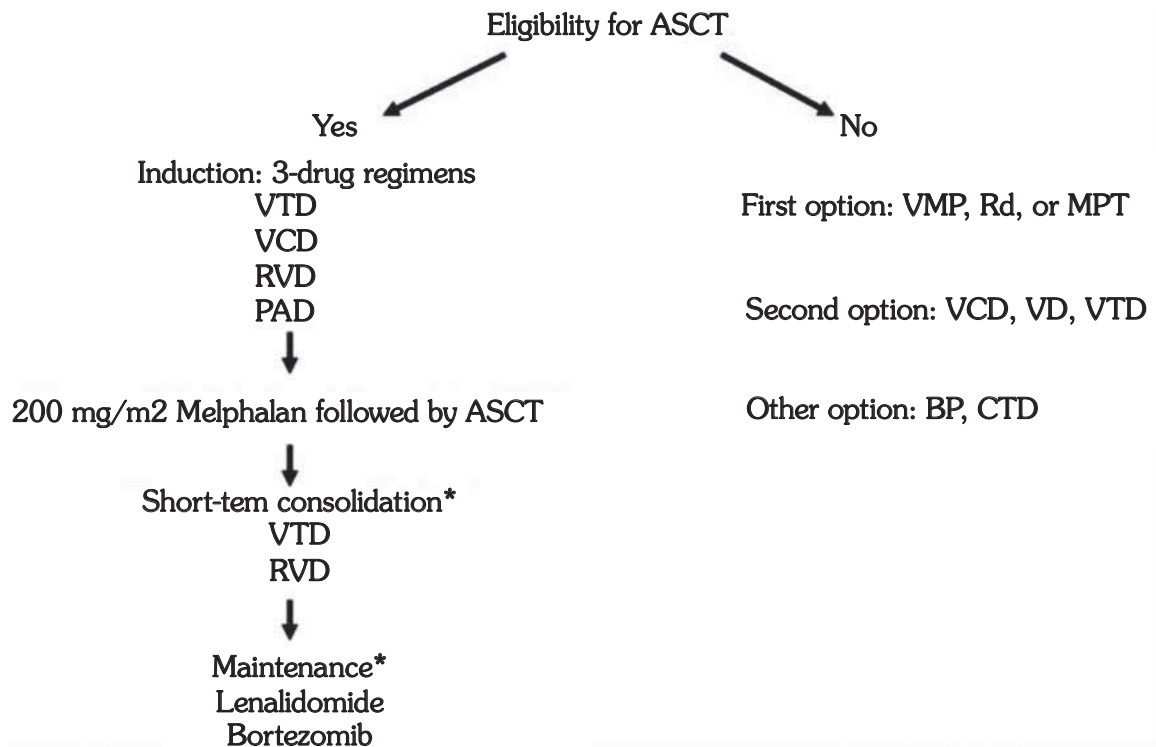 Eligibility for ASCT
Yes
No
Induction: 3-drug regimens
VTD
VCD
RVD
PAD
200 mg/m2 Melphalan followed by ASCT
Short-tem consolidation*
VTD
RVD
Maintenance*
Lenalidomide
Bortezomib
First option: VMP, Rd, or MPT
Second option: VCD, VD, VTD
Other option: BP, CTD